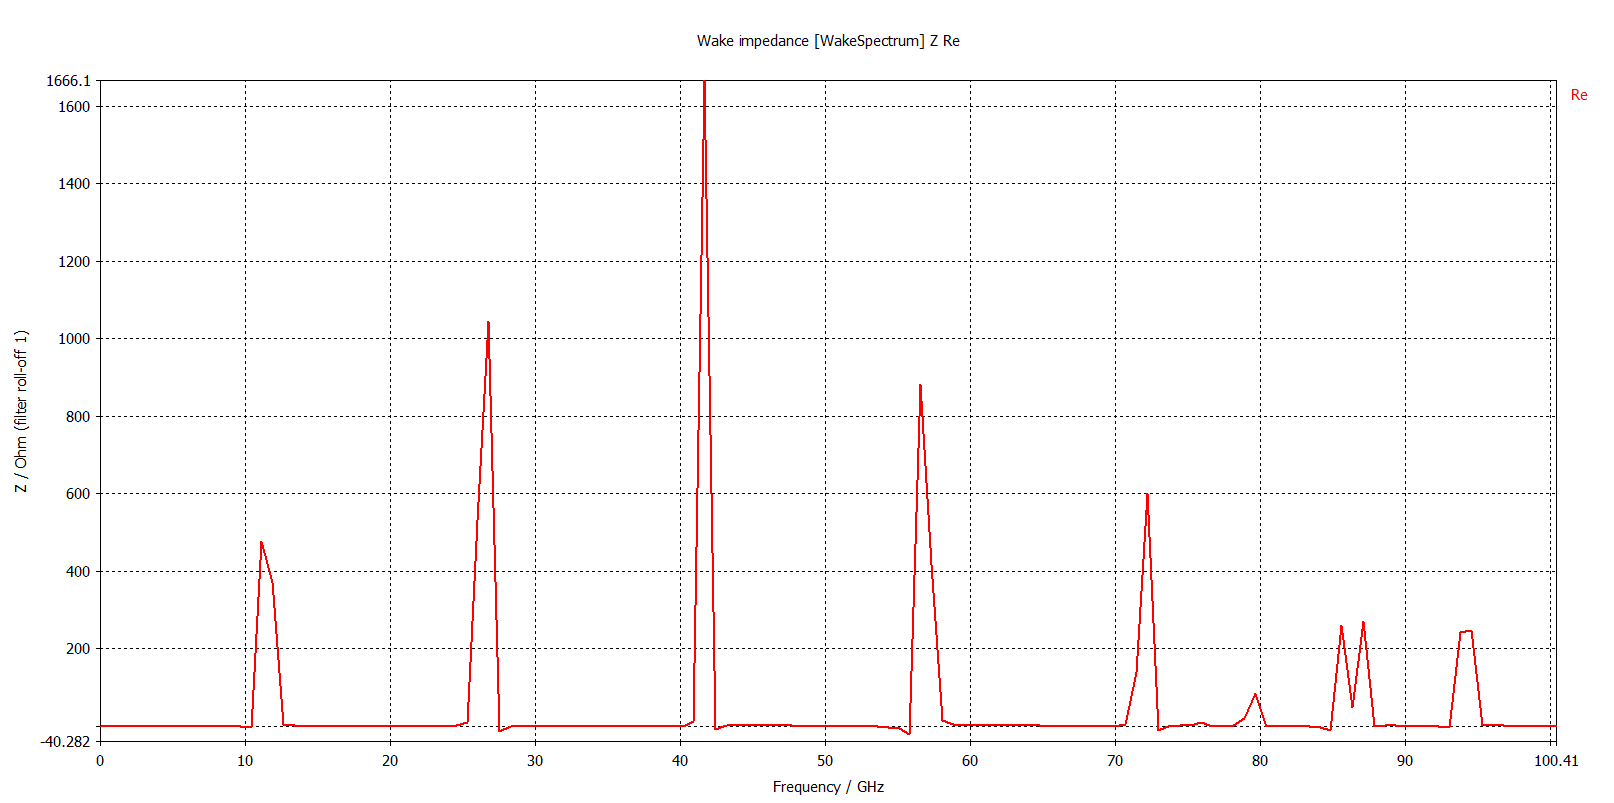 Wake impedance [WakeSpectrum] Z Re
1666.1
1600
1400
1200
1000
800
600
400
200
-40.282
Z / Ohm (filter roll-off 1)
Re
0 10 20 30 40 50 60 70 80 90 100.41
Frequency / GHz